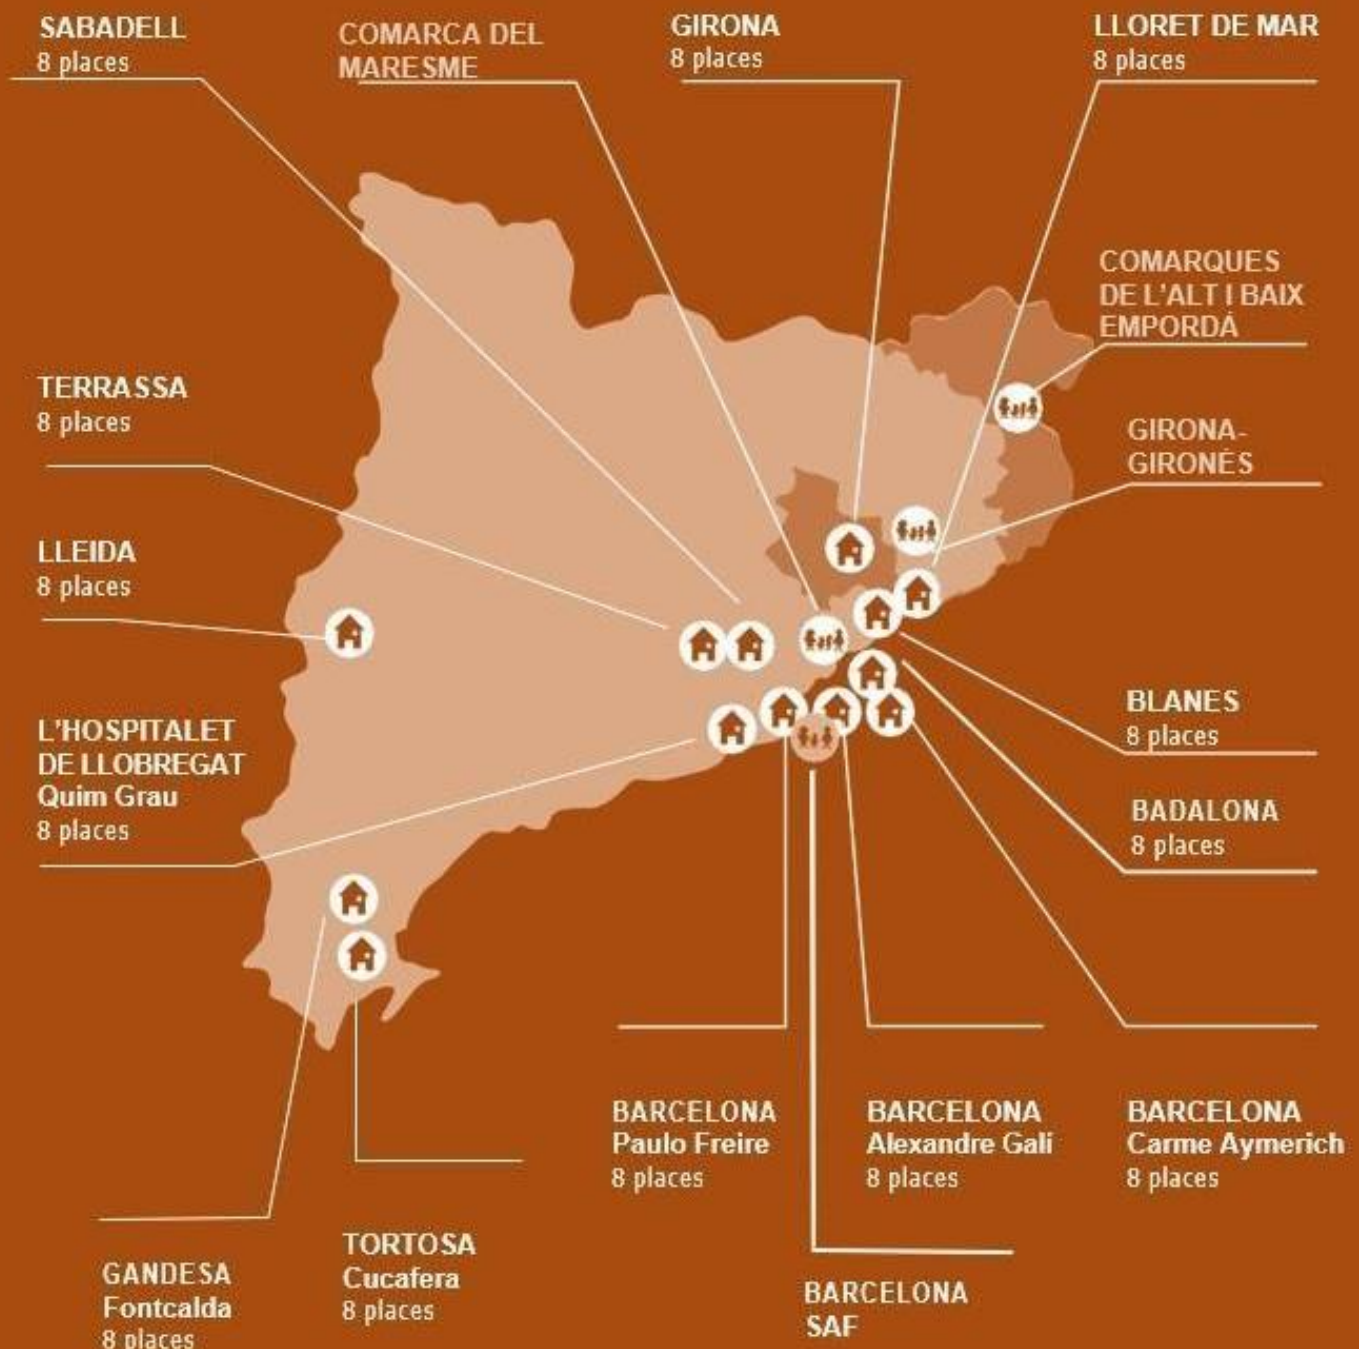 SABADELL
8 places
COMARCA DEL
MARESME
GIRONA
8 places
LLORET DE MAR
8 places
COMARQUES
DE L'ALT I BAIX
EMPORDÀ
TERRASSA
8 places
GIRONA-
GIRONÈS
LLEIDA
8 places
L'HOSPITALET
DE LLOBREGAT
Quim Grau
8 places
BLANES
8 places
BADALONA
8 places
BARCELONA
Paulo Freire
8 places
BARCELONA
Alexandre Gali
8 places
BARCELONA
Carme Aymerich
8 places
GANDESA
Fontcalda
8 places
TORTOSA
Cucafera
8 places
BARCELONA
SAF